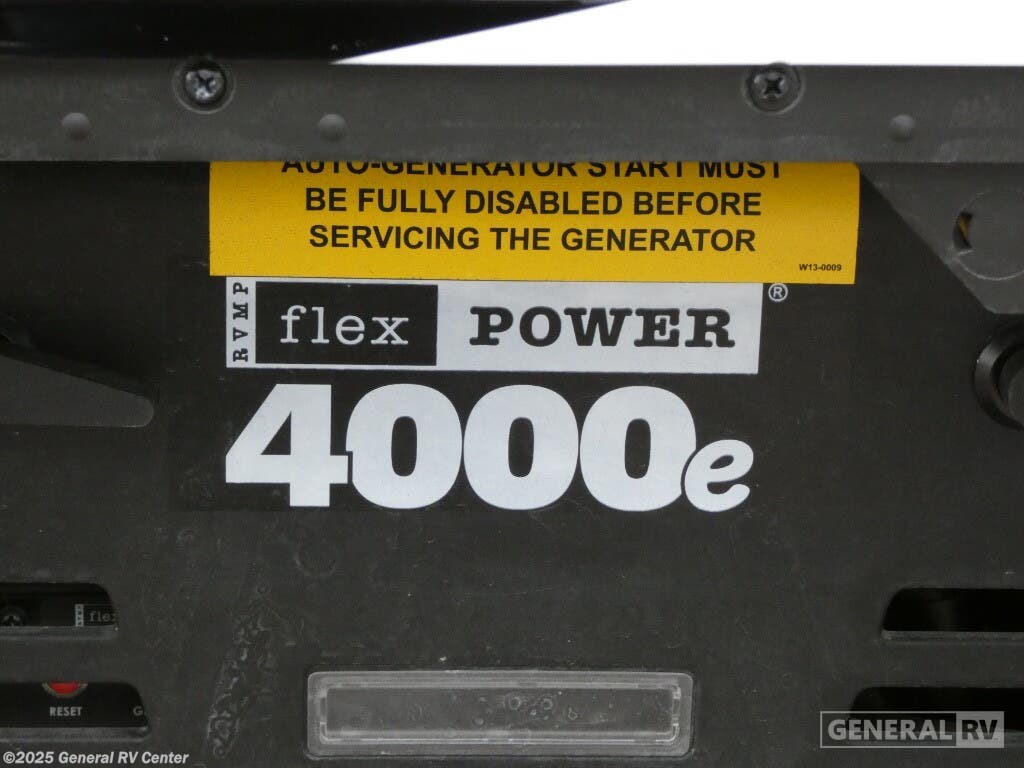 AUTO-GENERATOR START MUST
BE FULLY DISABLED BEFORE
SERVICING THE GENERATOR
W13-0009
RVMP flex POWER ®
4000e
flex
RESET G
GENERAL RV
©2025 General RV Center